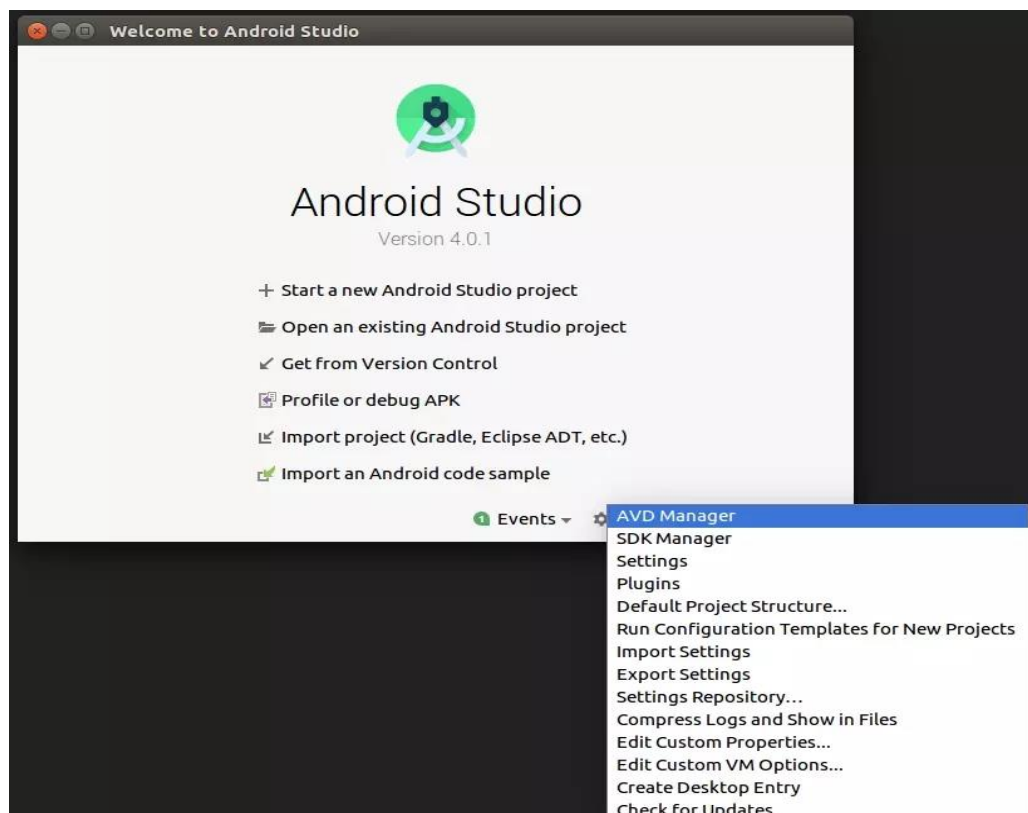 Welcome to Android Studio
Android Studio
Version 4.0.1
Start a new Android Studio project
Open an existing Android Studio project
Get from Version Control
Profile or debug APK
Import project (Gradle, Eclipse ADT, etc.)
Import an Android code sample
1 Events
AVD Manager
SDK Manager
Settings
Plugins
Default Project Structure...
Run Configuration Templates for New Projects
Import Settings
Export Settings
Settings Repository...
Compress Logs and Show in Files
Edit Custom Properties...
Edit Custom VM Options...
Create Desktop Entry
Check for Updates